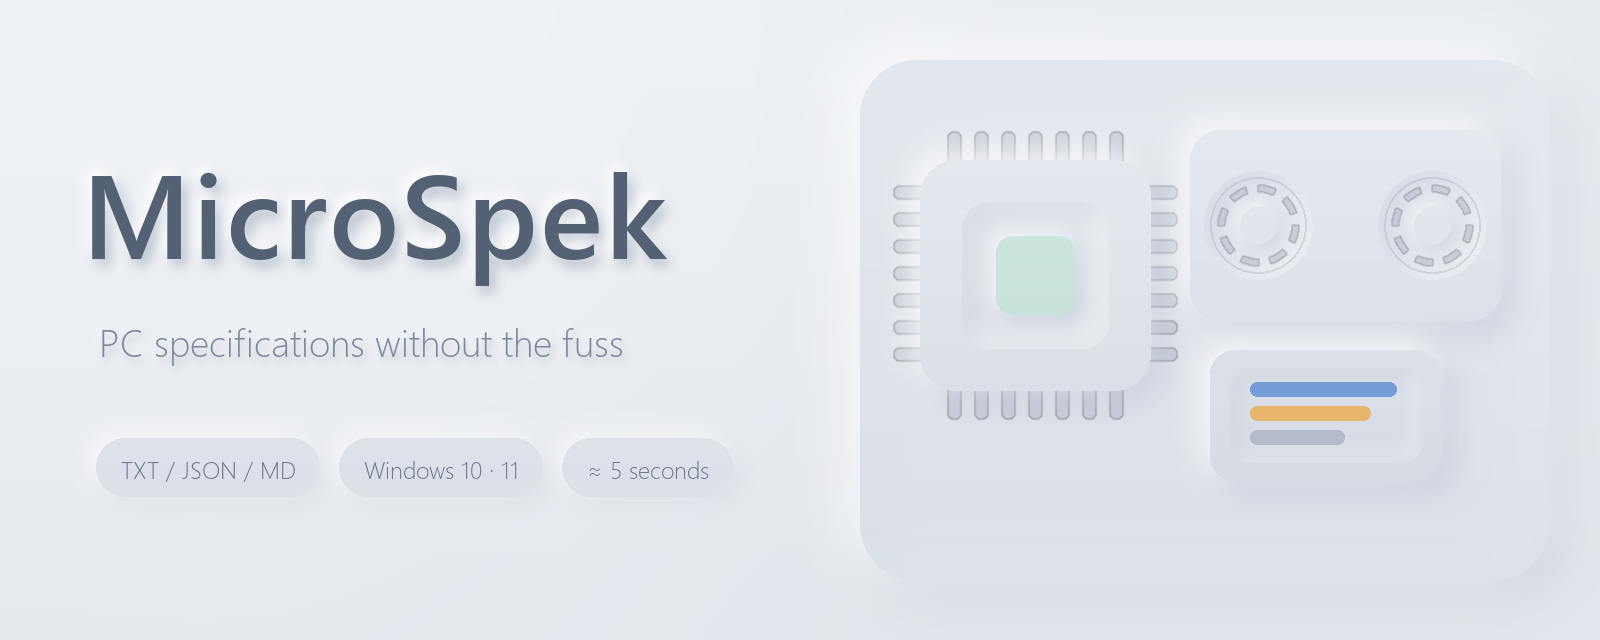 MicroSpek
PC specifications without the fuss
TXT / JSON / MD
Windows 10 · 11
≈ 5 seconds